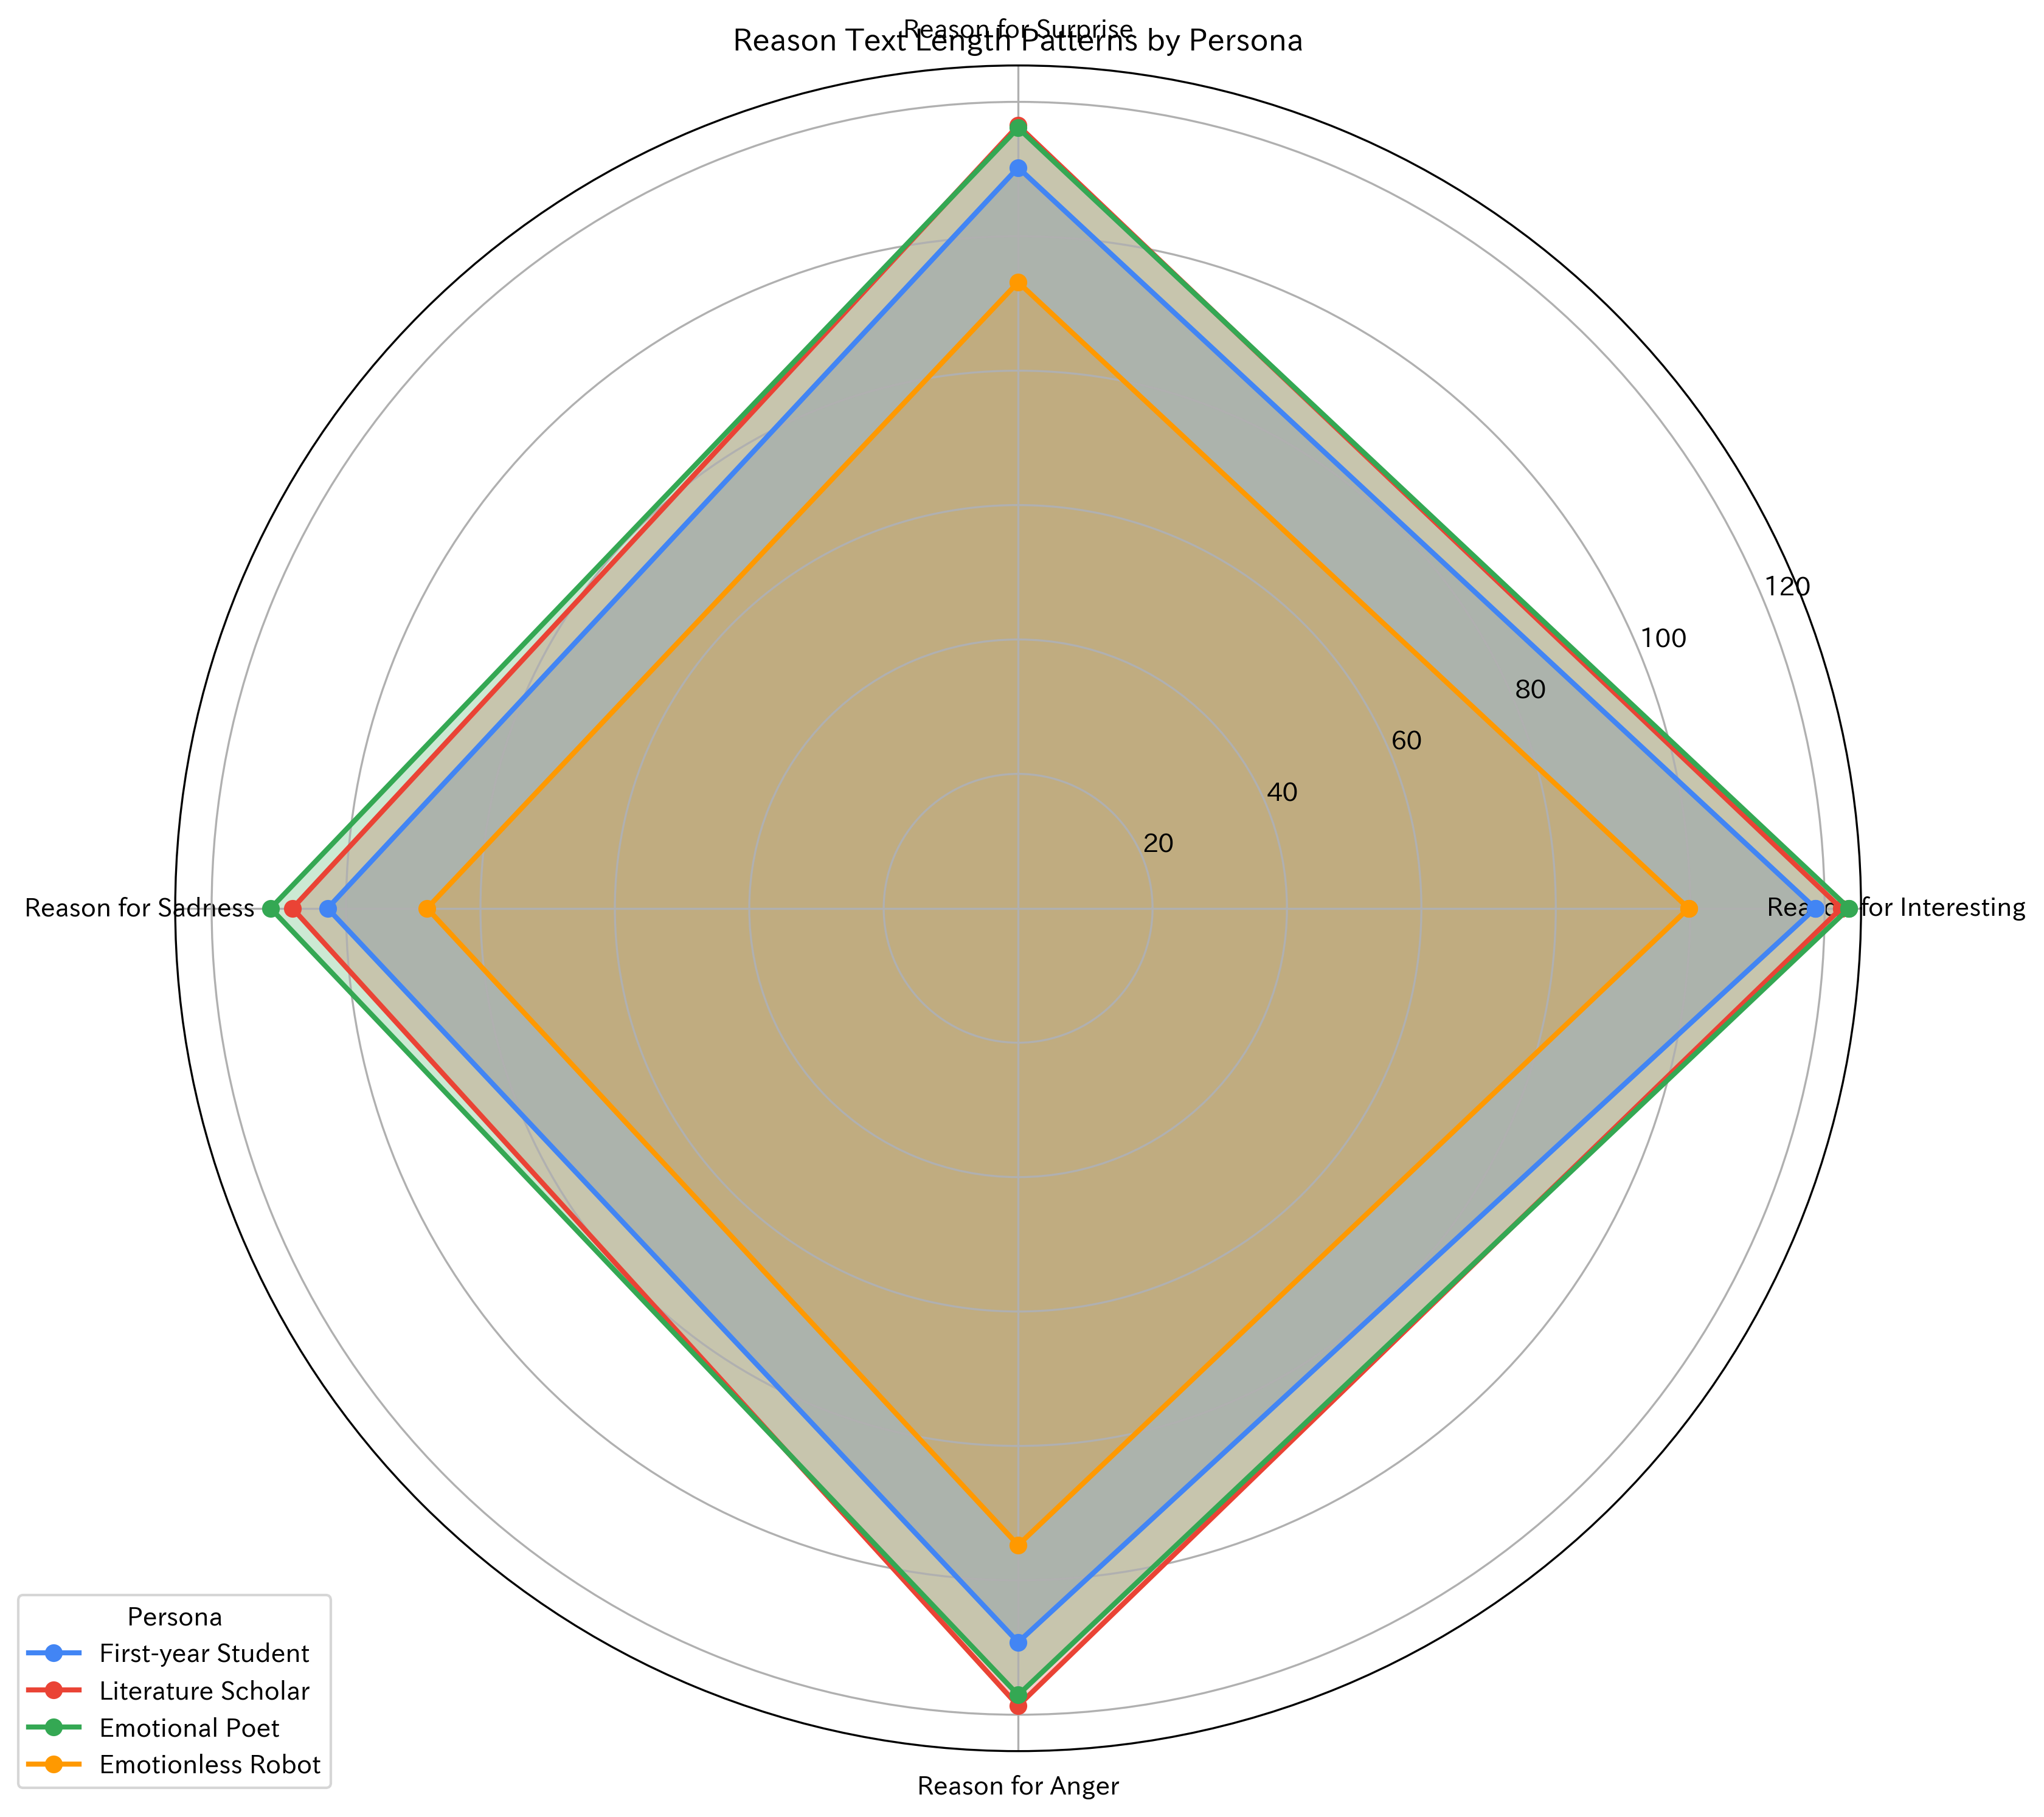 Reason for Surprise
Reason Text Length Patterns by Persona
120
100
80
60
40
20
Reason for Sadness
Reason for Interesting
Persona
First-year Student
Literature Scholar
Emotional Poet
Emotionless Robot
Reason for Anger